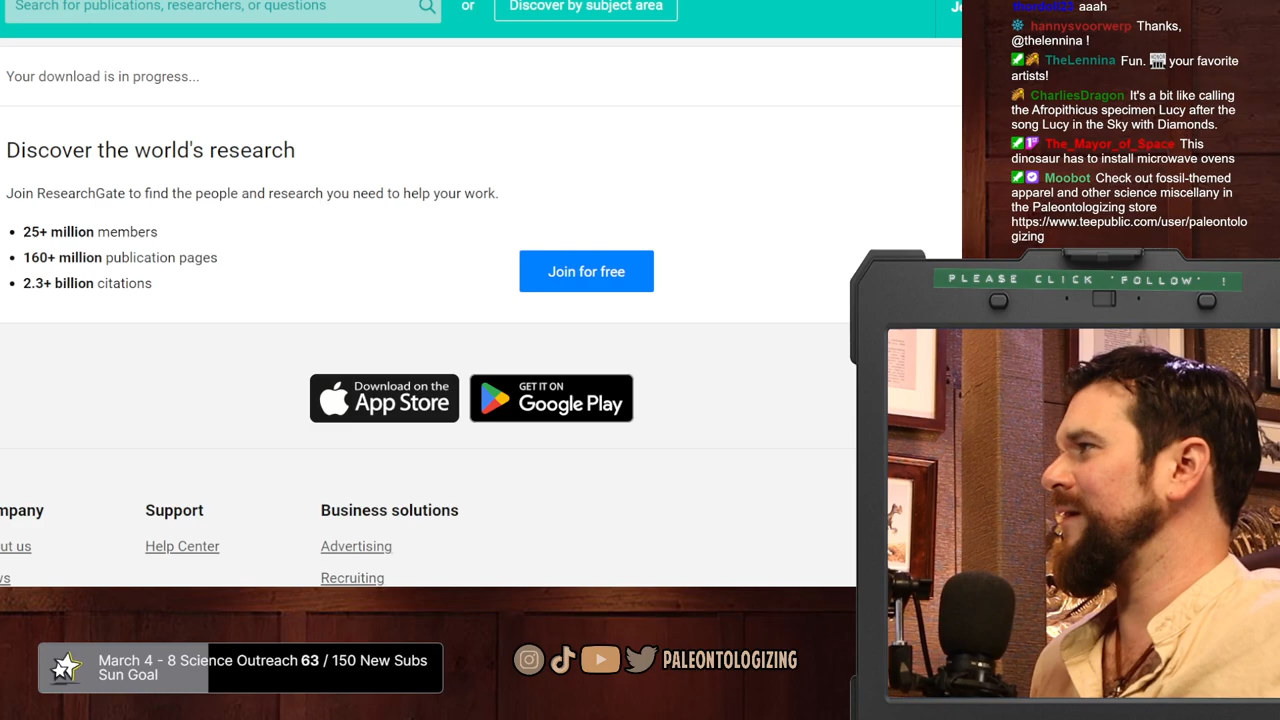 Search for publications, researchers, or questions
or
Discover by subject area
Your download is in progress...
Discover the world's research
Join ResearchGate to find the people and research you need to help your work.
25+ million members
160+ million publication pages
2.3+ billion citations
Join for free
Download on the
App Store
GET IT ON
Google Play
mpany
Support
Business solutions
ut us
Help Center
Advertising
Recruiting
March 4 - 8 Science Outreach 63 / 150 New Subs
Sun Goal
PALEONTOLOGIZING
aaah
hannysvoorwerp Thanks,
@thelennina !
TheLennina Fun. your favorite
artists!
CharliesDragon It's a bit like calling
the Afropithicus specimen Lucy after the
song Lucy in the Sky with Diamonds.
The_Mayor_of_Space This
dinosaur has to install microwave ovens
Moobot Check out fossil-themed
apparel and other science miscellany in
the Paleontologizing store
https://www.teepublic.com/user/paleontolo
gizing
PLEASE CLICK 'FOLLOW' !